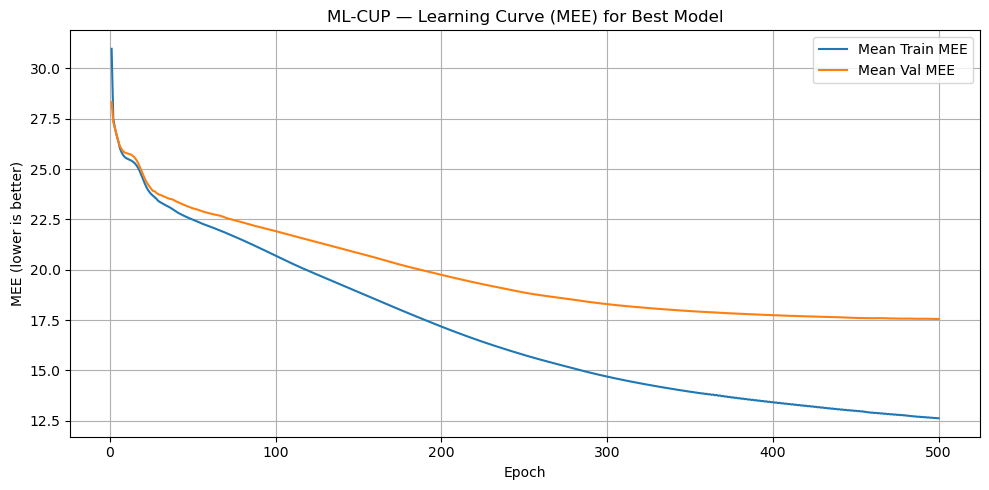 ML-CUP — Learning Curve (MEE) for Best Model
Mean Train MEE
Mean Val MEE
MEE (lower is better)
30.0
27.5
25.0
22.5
20.0
17.5
15.0
12.5
0
100
200
300
400
500
Epoch